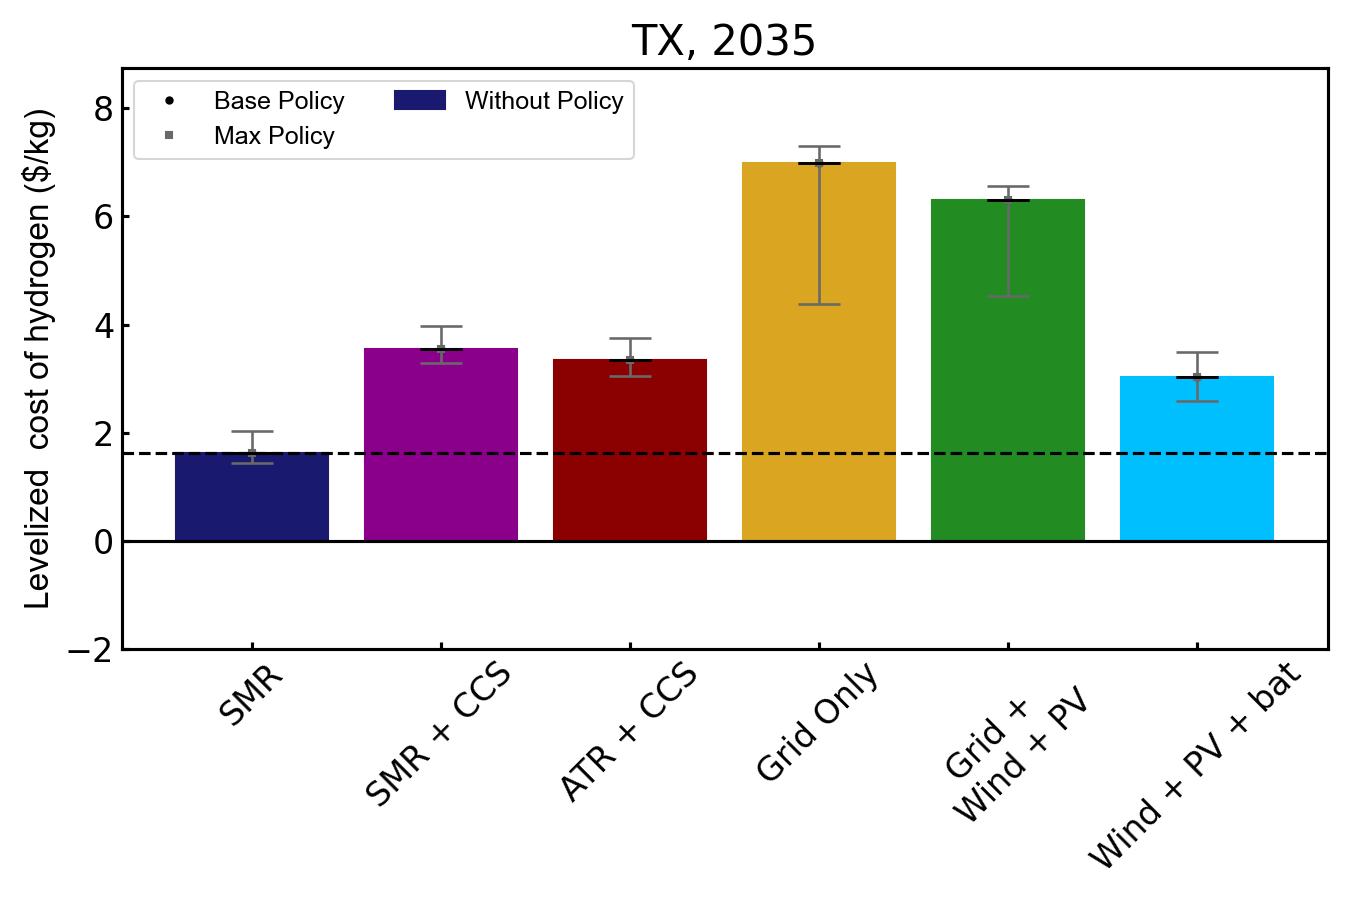 TX, 2035
Base Policy
Max Policy
Without Policy
Levelized  cost of hydrogen ($/kg)
8
6
4
2
0
−2
SMR
SMR + CCS
ATR + CCS
Grid Only
Grid +
Wind + PV
Wind + PV + bat